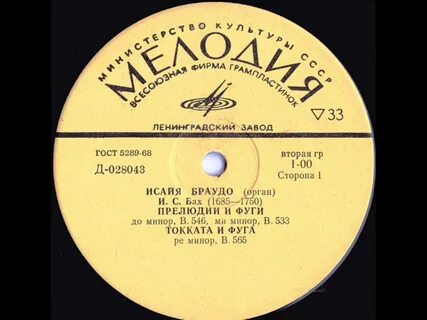 МИНИСТЕРСТВО КУЛЬТУРЫ СССР
МЕЛОДИЯ
ВСЕСОЮЗНАЯ ФИРМА ГРАМПЛАСТИНОК
▽33
ЛЕНИНГРАДСКИЙ ЗАВОД
ГОСТ 5289-68
Д-028043
вторая гр
1-00
Сторона 1
ИСАЙЯ БРАУДО (орган)
И. С. Бах (1685—1750)
ПРЕЛЮДИИ И ФУГИ
до минор, В. 546, ми минор, В. 533
ТОККАТА И ФУГА
ре минор, В. 565